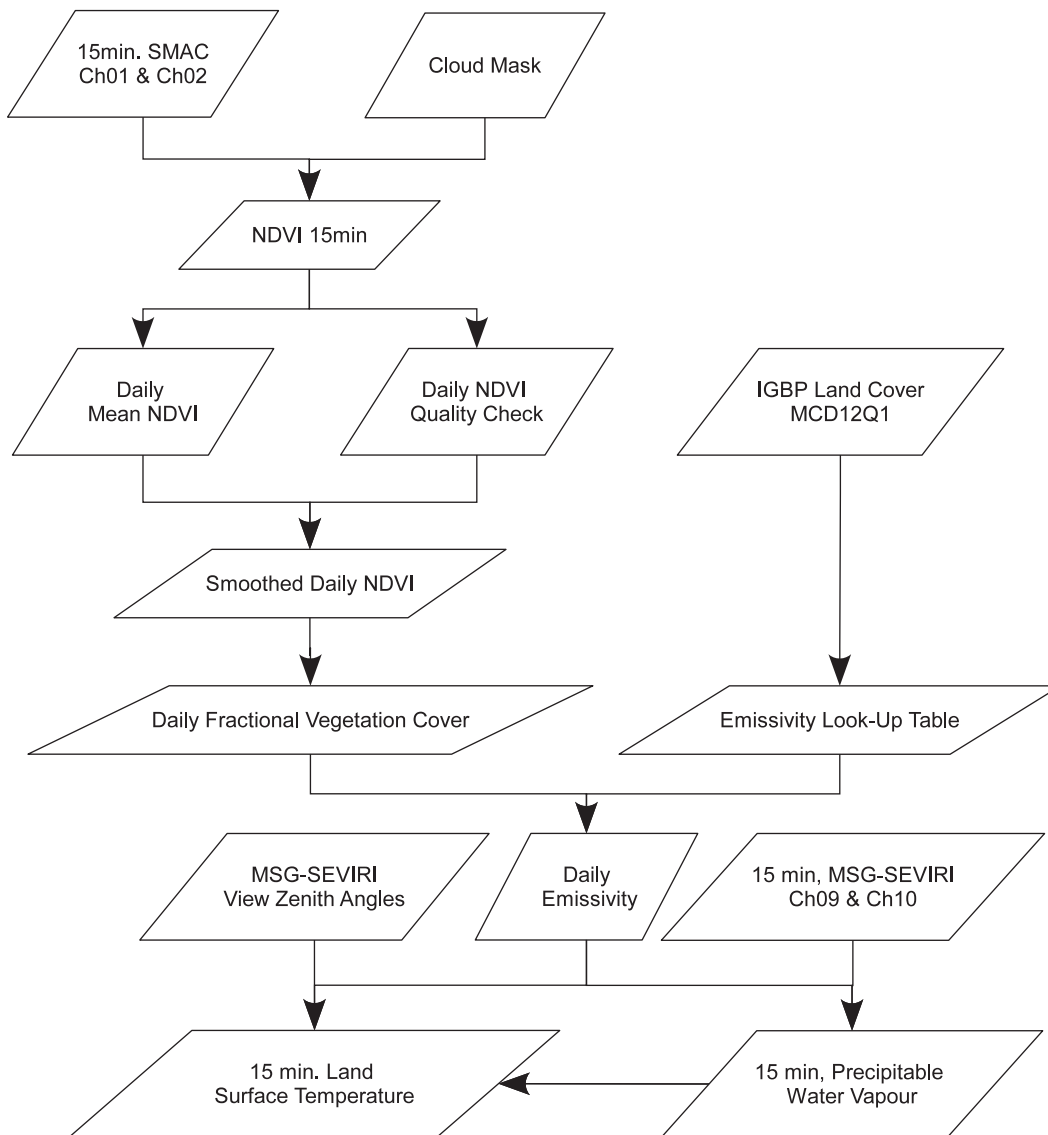 15min. SMAC
Ch01 & Ch02
Cloud Mask
NDVI 15min
Daily
Mean NDVI
Daily NDVI
Quality Check
IGBP Land Cover
MCD12Q1
Smoothed Daily NDVI
Daily Fractional Vegetation Cover
Emissivity Look-Up Table
MSG-SEVIRI
View Zenith Angles
Daily
Emissivity
15 min, MSG-SEVIRI
Ch09 & Ch10
15 min. Land
Surface Temperature
15 min, Precipitable
Water Vapour